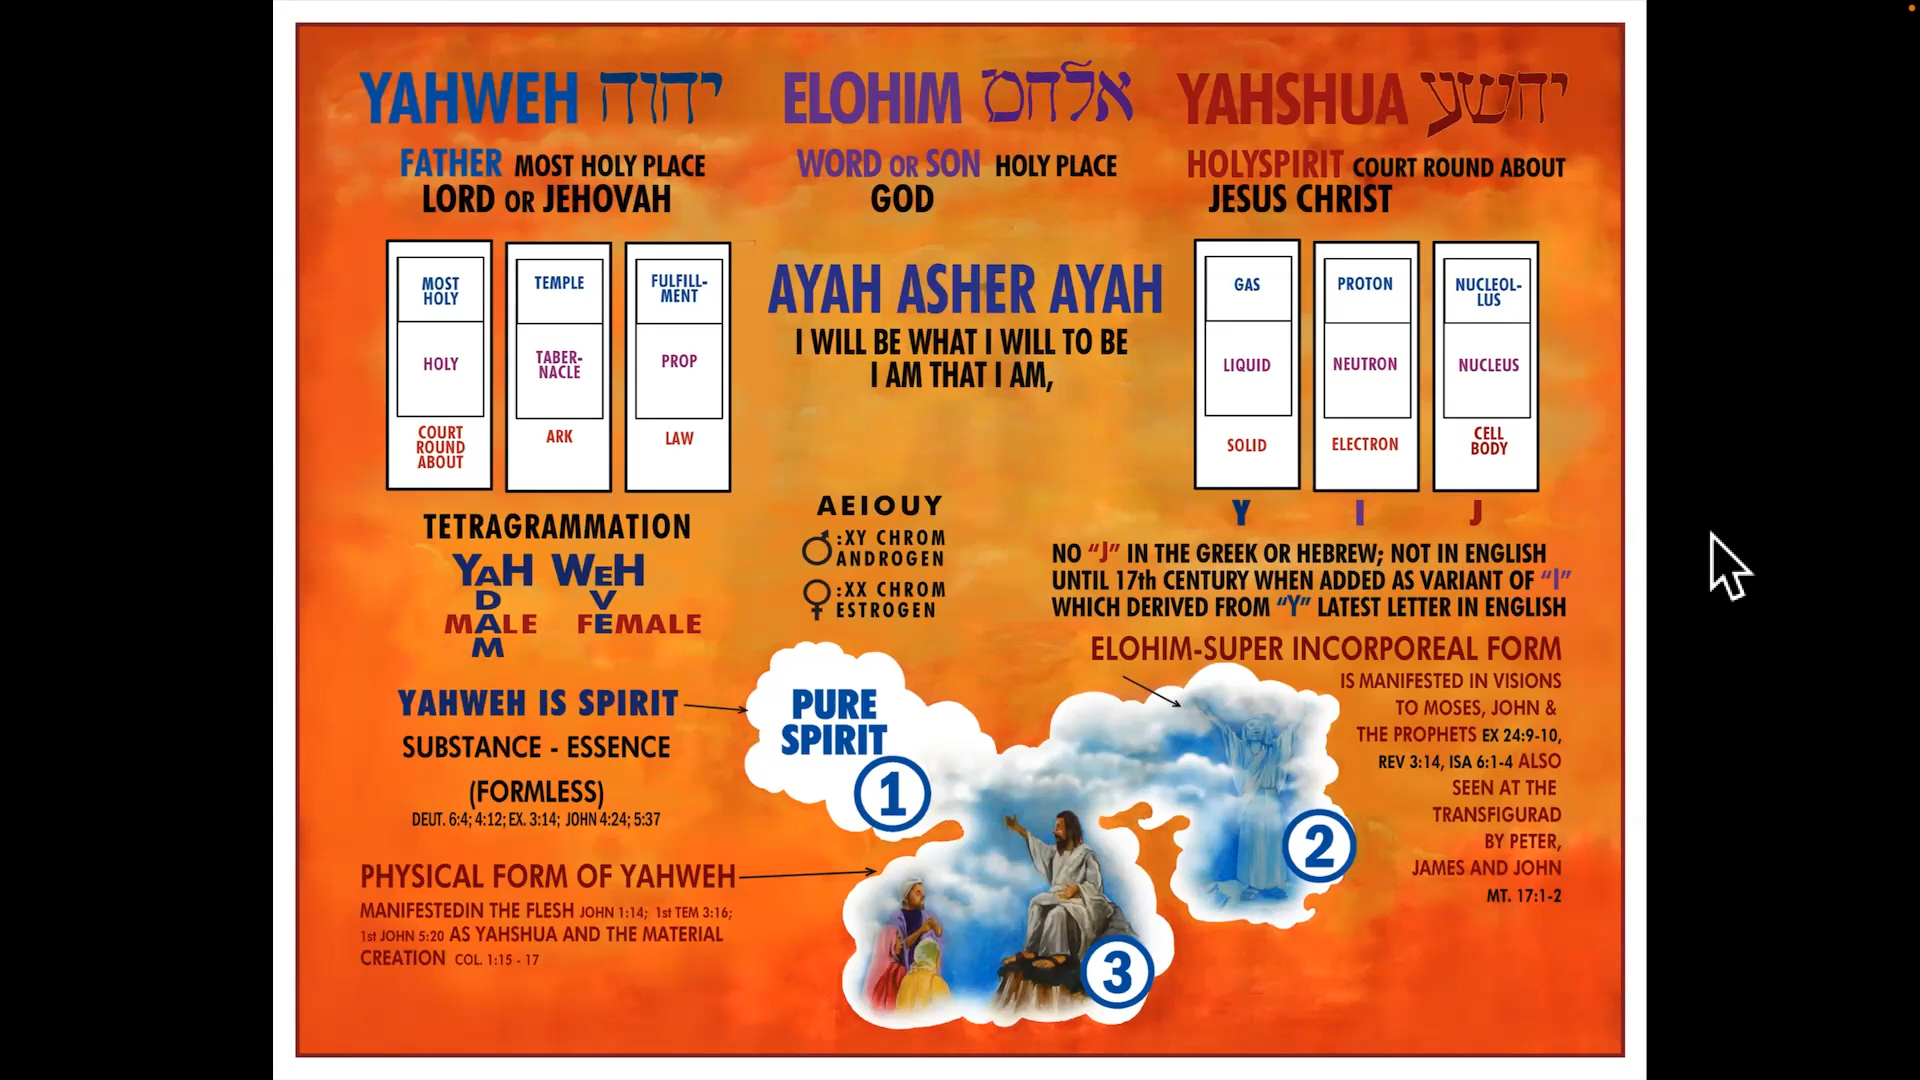 YAHWEH יהוה
FATHER MOST HOLY PLACE
LORD OR JEHOVAH
ELOHIM אלהמ
WORD OR SON HOLY PLACE
GOD
YAHSHUA יהשע
HOLYSPIRIT COURT ROUND ABOUT
JESUS CHRIST
MOST
HOLY
HOLY
COURT
ROUND
ABOUT
TEMPLE
TABER-
NACLE
ARK
FULFILL-
MENT
PROP
LAW
AYAH ASHER AYAH
I WILL BE WHAT I WILL TO BE
I AM THAT I AM,
GAS
LIQUID
SOLID
PROTON
NEUTRON
ELECTRON
NUCLEOL-
LUS
NUCLEUS
CELL
BODY
Y I J
TETRAGRAMMATION
YAH WEH
D V
MALE FEMALE
M
AEIOUY
♂:XY CHROM
ANDROGEN
♀:XX CHROM
ESTROGEN
NO “J” IN THE GREEK OR HEBREW; NOT IN ENGLISH
UNTIL 17th CENTURY WHEN ADDED AS VARIANT OF “I”
WHICH DERIVED FROM “Y” LATEST LETTER IN ENGLISH
ELOHIM-SUPER INCORPOREAL FORM
IS MANIFESTED IN VISIONS
TO MOSES, JOHN &
THE PROPHETS EX 24:9-10,
REV 3:14, ISA 6:1-4 ALSO
SEEN AT THE
TRANSFIGURAD
BY PETER,
JAMES AND JOHN
MT. 17:1-2
YAHWEH IS SPIRIT
SUBSTANCE - ESSENCE
(FORMLESS)
DEUT. 6:4; 4:12; EX. 3:14; JOHN 4:24; 5:37
PURE
SPIRIT
1
2
3
PHYSICAL FORM OF YAHWEH
MANIFESTEDIN THE FLESH JOHN 1:14; 1st TEM 3:16;
1st JOHN 5:20 AS YAHSHUA AND THE MATERIAL
CREATION COL. 1:15 - 17